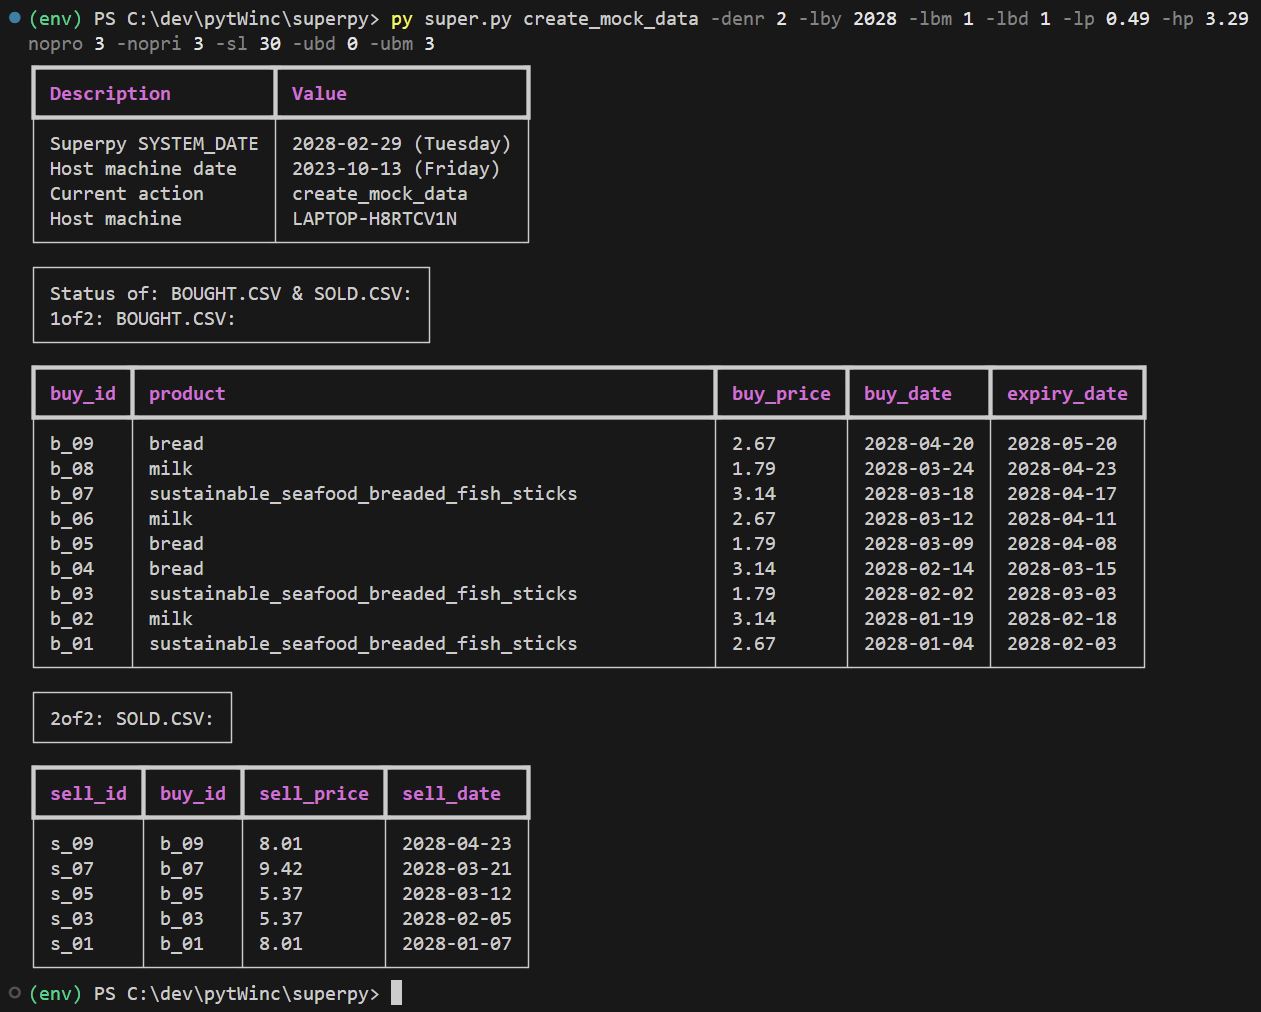 (env) PS C:\dev\pytWinc\superpy> py super.py create_mock_data -denr 2 -lby 2028 -lbm 1 -lbd 1 -lp 0.49 -hp 3.29
nopro 3 -nopri 3 -sl 30 -ubd 0 -ubm 3
Description Value
Superpy SYSTEM_DATE 2028-02-29 (Tuesday)
Host machine date 2023-10-13 (Friday)
Current action create_mock_data
Host machine LAPTOP-H8RTCV1N
Status of: BOUGHT.CSV & SOLD.CSV:
1of2: BOUGHT.CSV:
buy_id product buy_price buy_date expiry_date
b_09 bread 2.67 2028-04-20 2028-05-20
b_08 milk 1.79 2028-03-24 2028-04-23
b_07 sustainable_seafood_breaded_fish_sticks 3.14 2028-03-18 2028-04-17
b_06 milk 2.67 2028-03-12 2028-04-11
b_05 bread 1.79 2028-03-09 2028-04-08
b_04 bread 3.14 2028-02-14 2028-03-15
b_03 sustainable_seafood_breaded_fish_sticks 1.79 2028-02-02 2028-03-03
b_02 milk 3.14 2028-01-19 2028-02-18
b_01 sustainable_seafood_breaded_fish_sticks 2.67 2028-01-04 2028-02-03
2of2: SOLD.CSV:
sell_id buy_id sell_price sell_date
s_09 b_09 8.01 2028-04-23
s_07 b_07 9.42 2028-03-21
s_05 b_05 5.37 2028-03-12
s_03 b_03 5.37 2028-02-05
s_01 b_01 8.01 2028-01-07
(env) PS C:\dev\pytWinc\superpy>